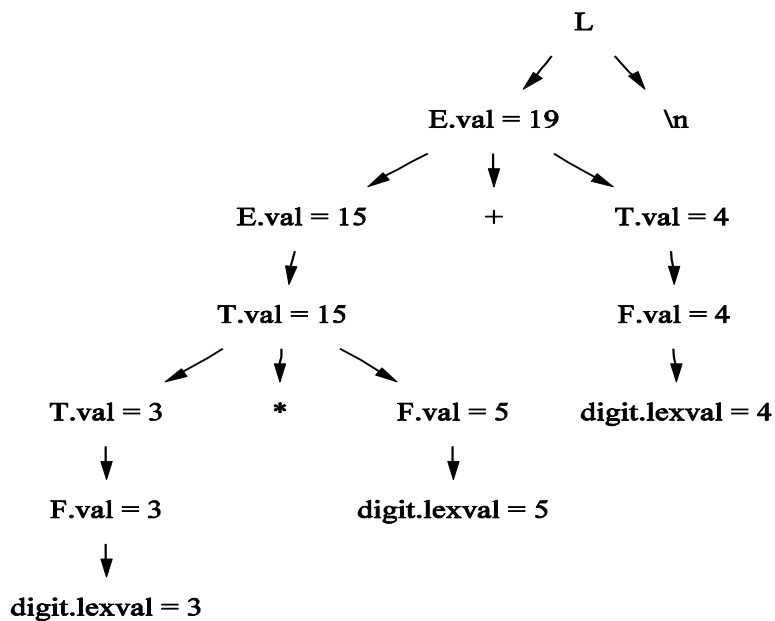 L
E.val = 19 \n
E.val = 15 + T.val = 4
T.val = 15 F.val = 4
T.val = 3 * F.val = 5 digit.lexval = 4
F.val = 3 digit.lexval = 5
digit.lexval = 3